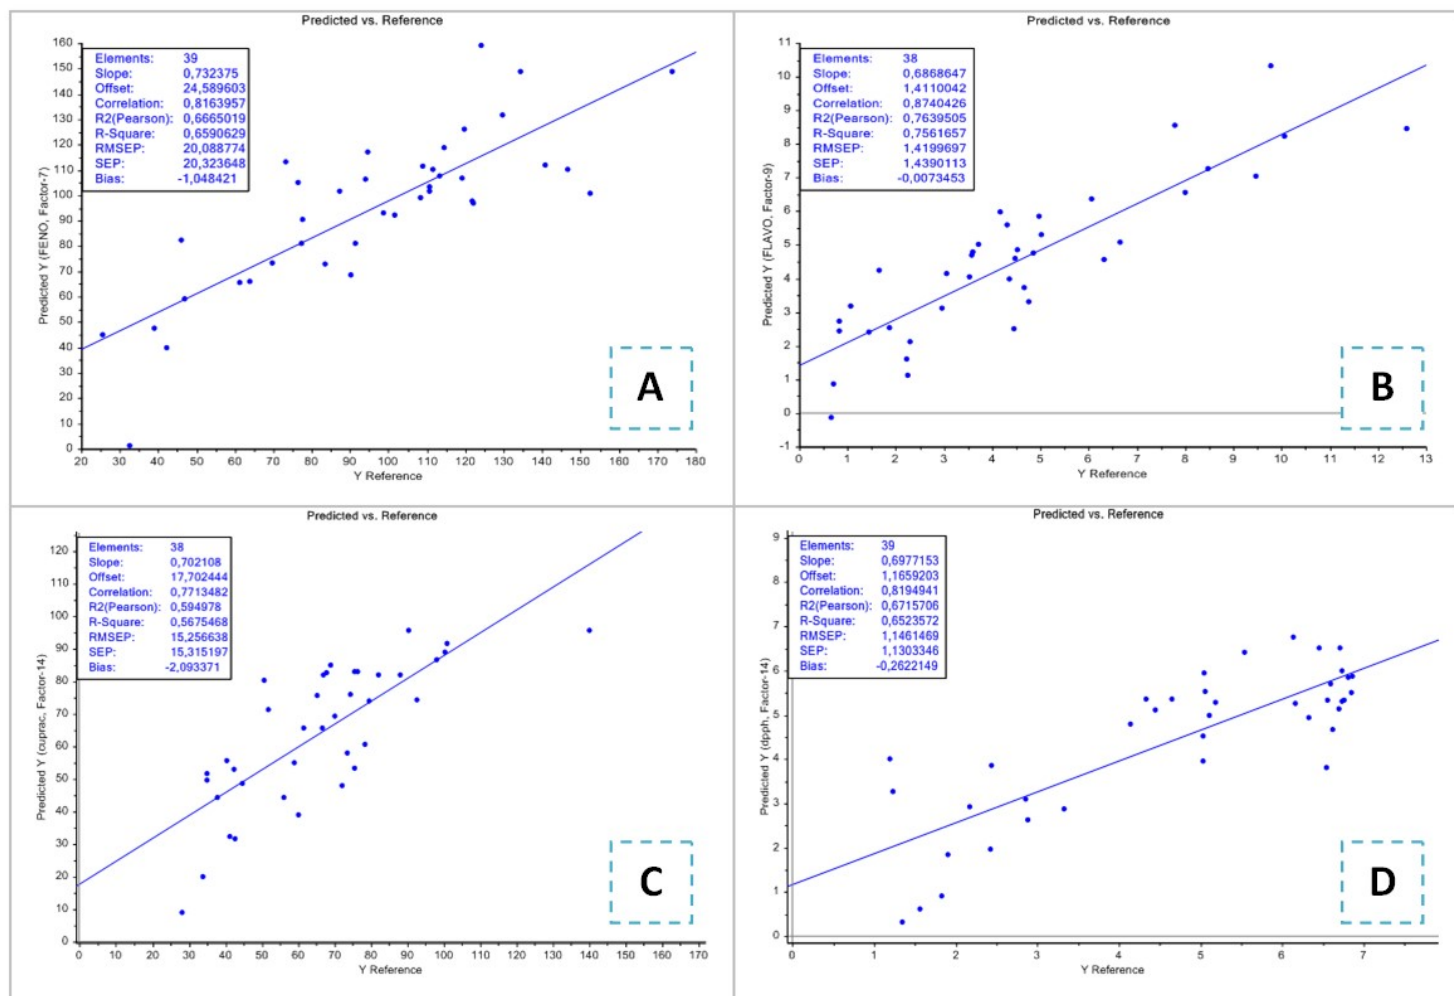 Predicted vs. Reference
Elements: 39
Slope: 0,732375
Offset: 24,589603
Correlation: 0,8163957
R2(Pearson): 0,6665019
R-Square: 0,6590629
RMSEP: 20,088774
SEP: 20,323648
Bias: -1,048421
Predicted Y (FENO, Factor-7)
160
150
140
130
120
110
100
90
80
70
60
50
40
30
20
10
0
20 30 40 50 60 70 80 90 100 110 120 130 140 150 160 170 180
Y Reference
A
Predicted vs. Reference
Elements: 38
Slope: 0,6868647
Offset: 1,4110042
Correlation: 0,8740426
R2(Pearson): 0,7639505
R-Square: 0,7561657
RMSEP: 1,4199697
SEP: 1,4390113
Bias: -0,0073453
Predicted Y (FLAVO, Factor-9)
11
10
9
8
7
6
5
4
3
2
1
0
-1
0 1 2 3 4 5 6 7 8 9 10 11 12 13
Y Reference
B
Predicted vs. Reference
Elements: 38
Slope: 0,702108
Offset: 17,702444
Correlation: 0,7713482
R2(Pearson): 0,594978
R-Square: 0,5675468
RMSEP: 15,256638
SEP: 15,315197
Bias: -2,093371
Predicted Y (cuprac, Factor-14)
120
110
100
90
80
70
60
50
40
30
20
10
0
0 10 20 30 40 50 60 70 80 90 100 110 120 130 140 150 160 170
Y Reference
C
Predicted vs. Reference
Elements: 39
Slope: 0,6977153
Offset: 1,1659203
Correlation: 0,8194941
R2(Pearson): 0,6715706
R-Square: 0,6523572
RMSEP: 1,1461469
SEP: 1,1303346
Bias: -0,2622149
Predicted Y (dpph, Factor-14)
9
8
7
6
5
4
3
2
1
0
0 1 2 3 4 5 6 7
Y Reference
D